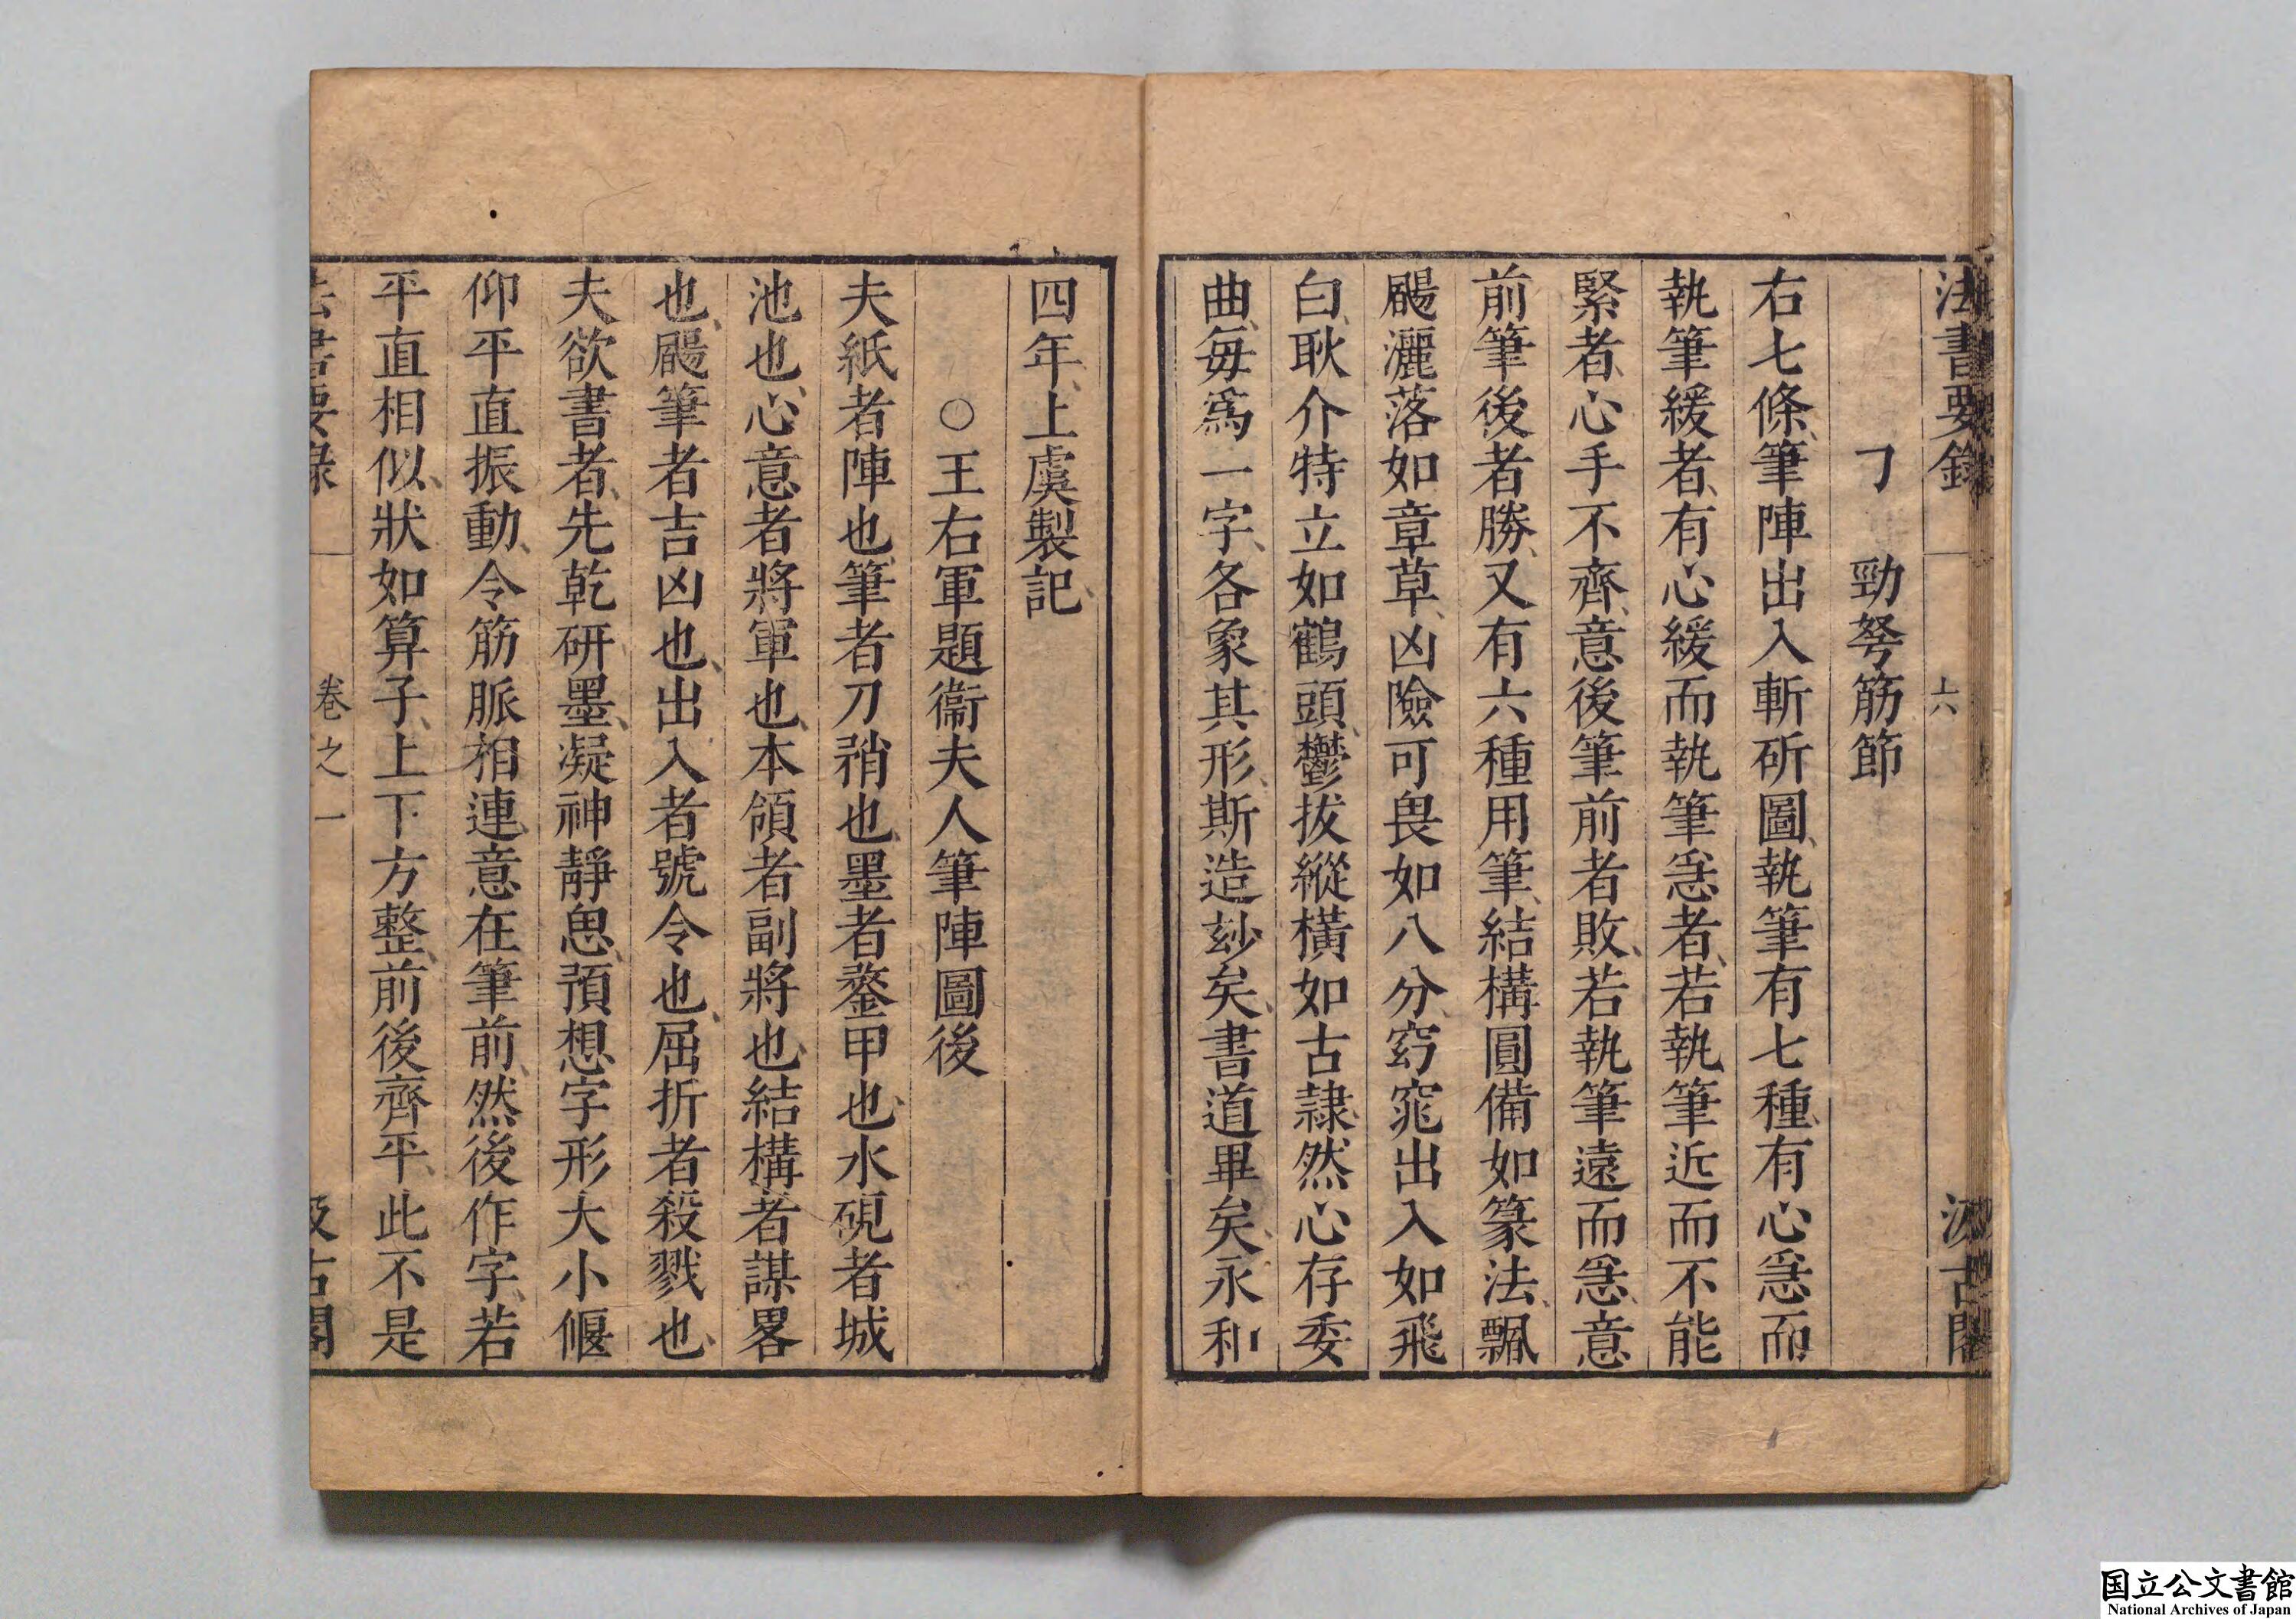 法書要錄 六 汲古閣
㇆ 勁弩筋節
右七條、筆陣出入斬斫圖、執筆有七種、有心急而
執筆緩者、有心緩而執筆急者、若執筆近而不能
緊者、心手不齊、意後筆前者敗、若執筆遠而急、意
前筆後者勝、又有六種用筆、結構圓備如篆法、飄
颺灑落如章草、凶險可畏如八分、窈窕出入如飛
白、耿介特立如鶴頭、鬱拔縱橫如古隸、然心存委
曲、每爲一字、各象其形、斯造玅矣、書道畢矣、永和
四年、上虞製記、
○王右軍題衞夫人筆陣圖後
夫紙者陣也、筆者刀矟也、墨者鍪甲也、水硯者城
池也、心意者將軍也、本領者副將也、結構者謀畧
也、颺筆者吉凶也、出入者號令也、屈折者殺戮也、
夫欲書者、先乾研墨、凝神靜思、預想字形大小偃
仰平直振動、令筋脈相連、意在筆前、然後作字、若
平直相似、狀如算子、上下方整、前後齊平、此不是
法書要錄 卷之一 汲古閣
国立公文書館
National Archives of Japan